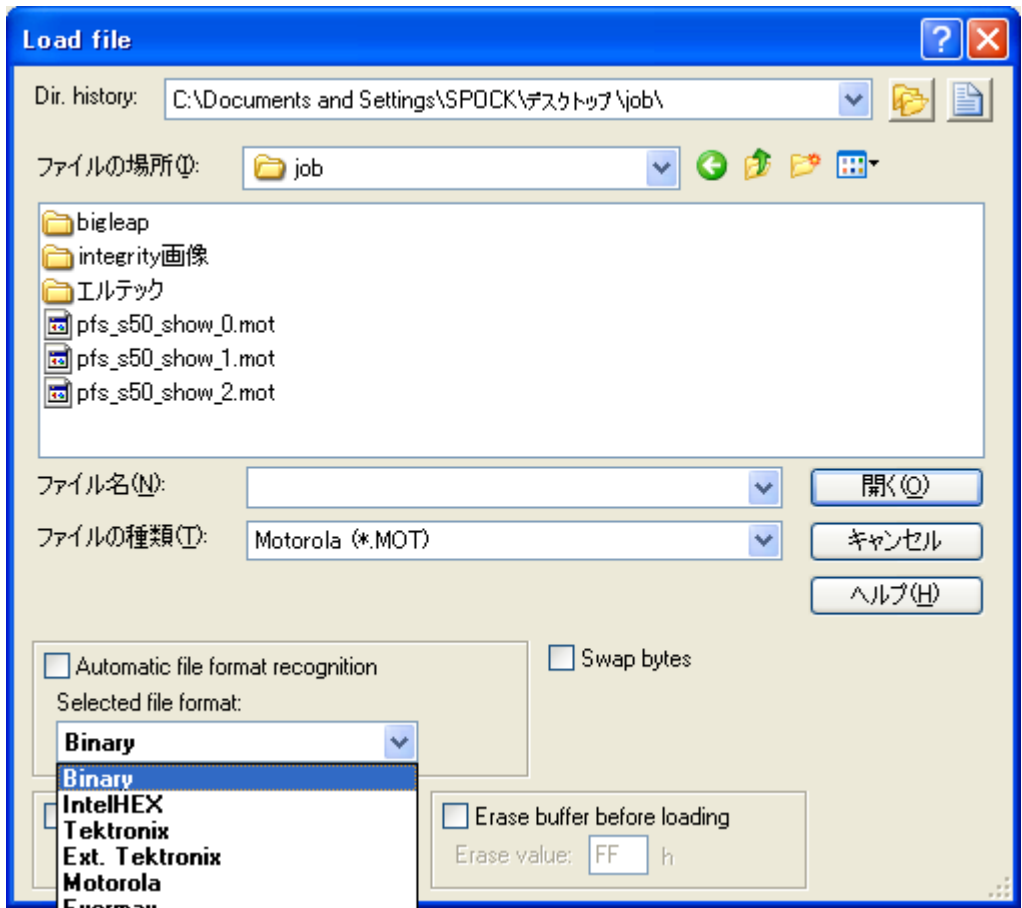 Load file
Dir. history: C:\Documents and Settings\SPOCK\デスクトップ\job\
ファイルの場所(I): job
bigleap
integrity画像
エルテック
pfs_s50_show_0.mot
pfs_s50_show_1.mot
pfs_s50_show_2.mot
ファイル名(N): 開く(O)
ファイルの種類(T): Motorola (*.MOT) キャンセル
ヘルプ(H)
Automatic file format recognition Swap bytes
Selected file format:
Binary
Binary
IntelHEX
Tektronix
Ext. Tektronix
Motorola
Erase buffer before loading
Erase value: FF h